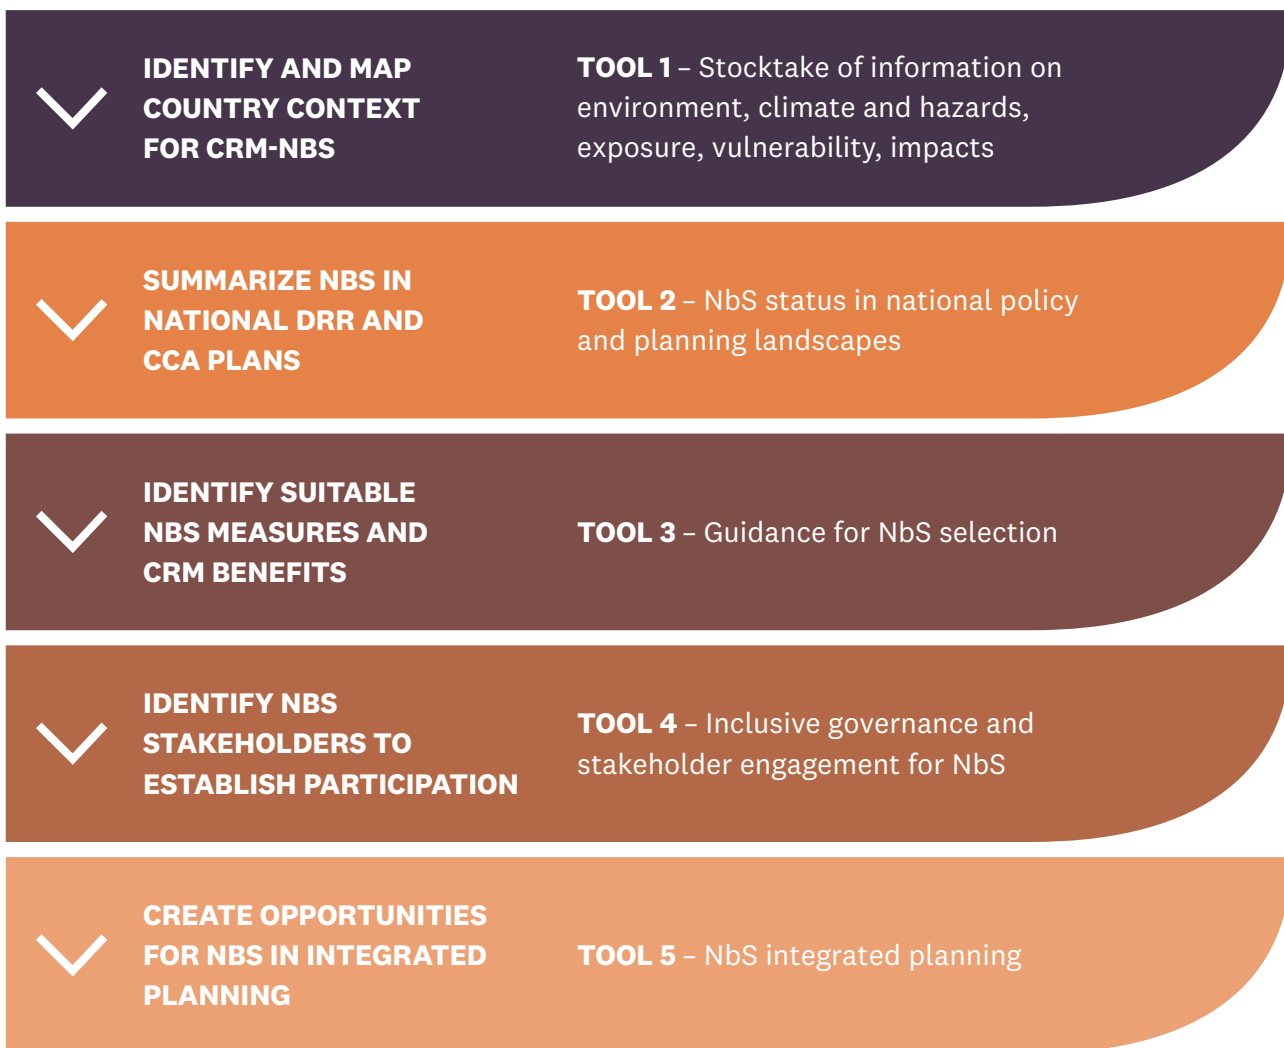 IDENTIFY AND MAP
COUNTRY CONTEXT
FOR CRM-NBS
TOOL 1 – Stocktake of information on
environment, climate and hazards,
exposure, vulnerability, impacts
SUMMARIZE NBS IN
NATIONAL DRR AND
CCA PLANS
TOOL 2 – NbS status in national policy
and planning landscapes
IDENTIFY SUITABLE
NBS MEASURES AND
CRM BENEFITS
TOOL 3 – Guidance for NbS selection
IDENTIFY NBS
STAKEHOLDERS TO
ESTABLISH PARTICIPATION
TOOL 4 – Inclusive governance and
stakeholder engagement for NbS
CREATE OPPORTUNITIES
FOR NBS IN INTEGRATED
PLANNING
TOOL 5 – NbS integrated planning